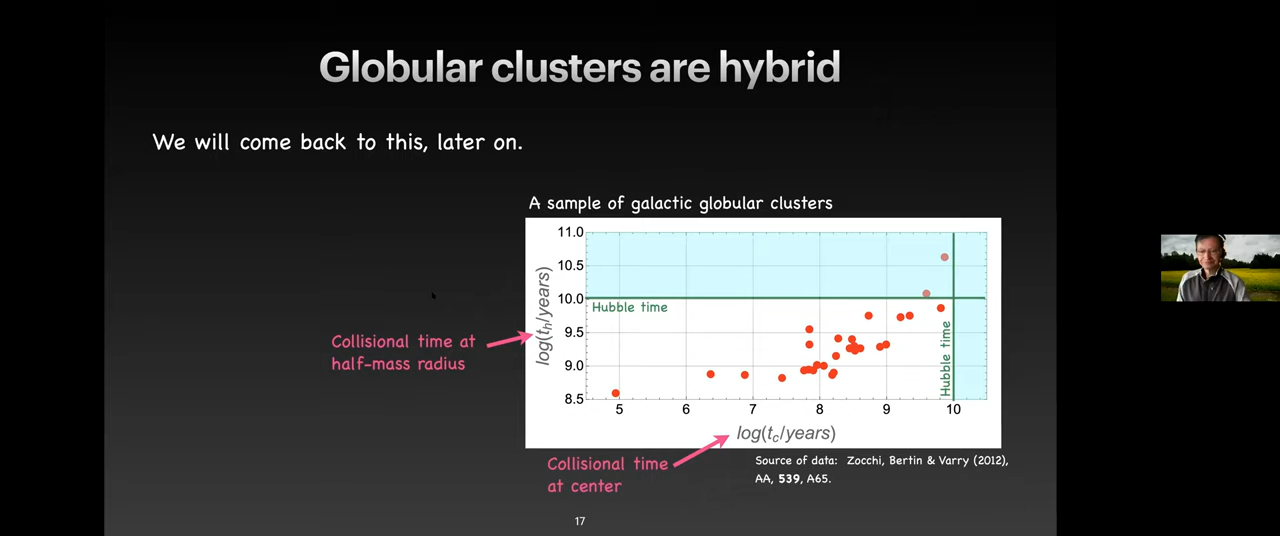 Globular clusters are hybrid
We will come back to this, later on.
A sample of galactic globular clusters
11.0
10.5
10.0
9.5
9.0
8.5
log(th/years)
Hubble time
Hubble time
Collisional time at
half-mass radius
5 6 7 8 9 10
log(tc/years)
Collisional time
at center
Source of data: Zocchi, Bertin & Varry (2012),
AA, 539, A65.
17